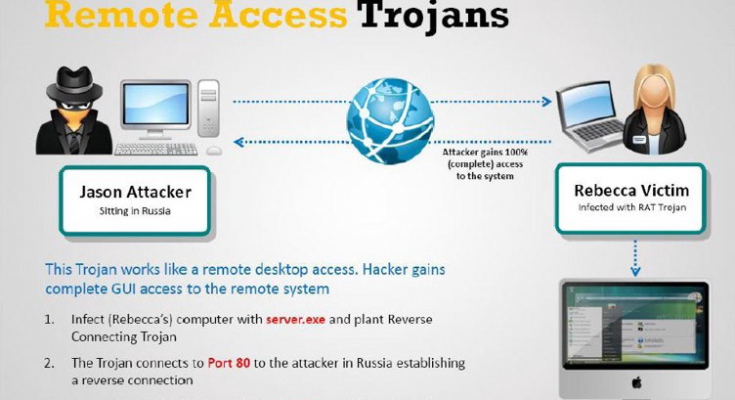 Remote Access Trojans
Attacker gains 100%
(complete) access
to the system
Jason Attacker
Sitting in Russia
Rebecca Victim
Infected with RAT Trojan
This Trojan works like a remote desktop access. Hacker gains
complete GUI access to the remote system
1. Infect (Rebecca's) computer with server.exe and plant Reverse
Connecting Trojan
2. The Trojan connects to Port 80 to the attacker in Russia establishing
a reverse connection